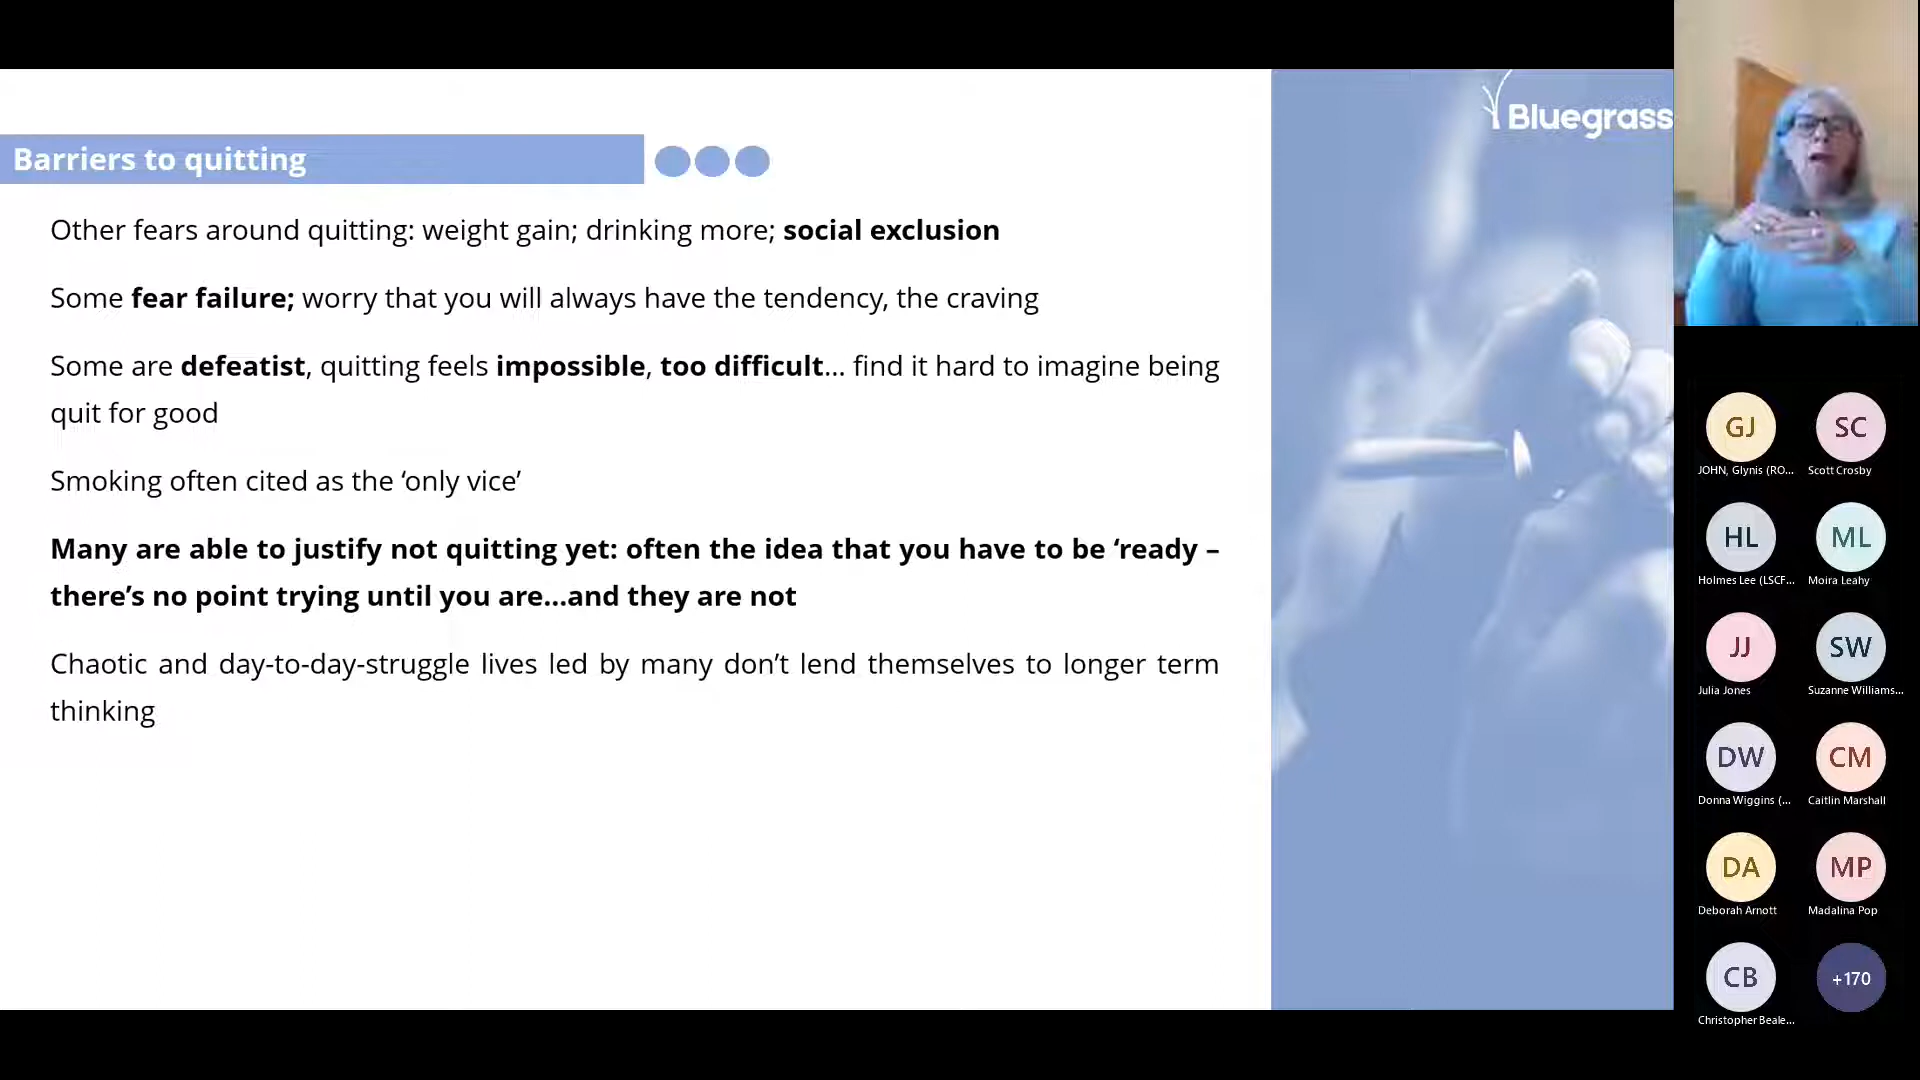 Bluegrass
Barriers to quitting
Other fears around quitting: weight gain; drinking more; social exclusion
Some fear failure; worry that you will always have the tendency, the craving
Some are defeatist, quitting feels impossible, too difficult... find it hard to imagine being
quit for good
Smoking often cited as the ‘only vice’
Many are able to justify not quitting yet: often the idea that you have to be ‘ready –
there’s no point trying until you are...and they are not
Chaotic and day-to-day-struggle lives led by many don’t lend themselves to longer term
thinking
GJ
JOHN, Glynis (RO...
SC
Scott Crosby
HL
Holmes Lee (LSCF...
ML
Moira Leahy
JJ
Julia Jones
SW
Suzanne Williams...
DW
Donna Wiggins (...
CM
Caitlin Marshall
DA
Deborah Arnott
MP
Madalina Pop
CB
Christopher Beale...
+170